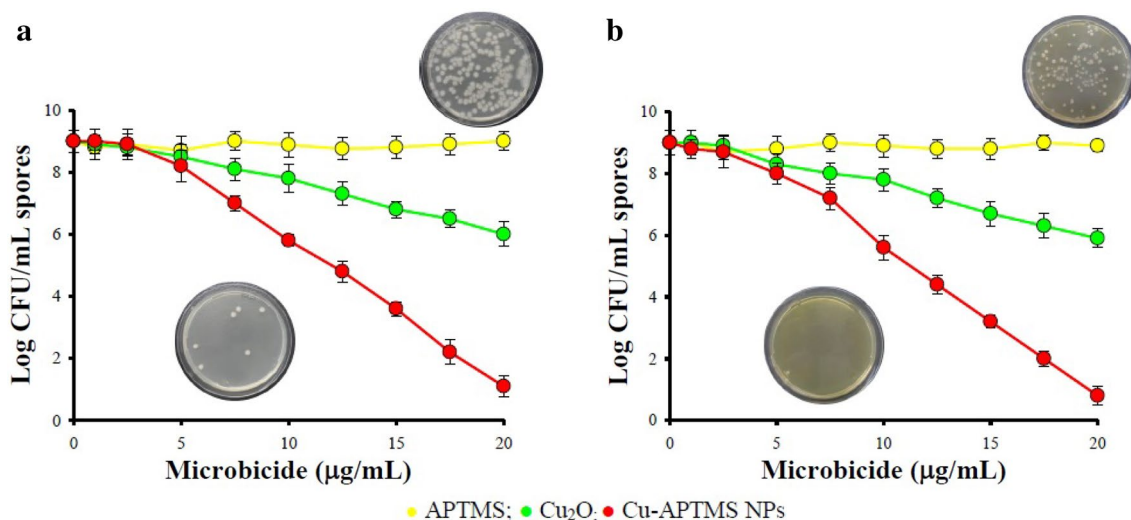 a
b
10
8
6
4
2
0
Log CFU/mL spores
0 5 10 15 20
Microbicide (μg/mL)
10
8
6
4
2
0
Log CFU/mL spores
0 5 10 15 20
Microbicide (μg/mL)
APTMS; Cu₂O; Cu-APTMS NPs